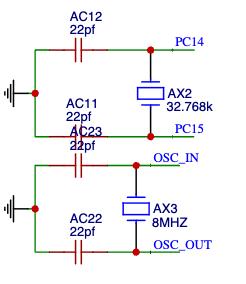 AC12
22pf
PC14
AX2
32.768k
AC11
22pf
PC15
AC23
22pf
OSC_IN
AX3
8MHZ
AC22
22pf
OSC_OUT